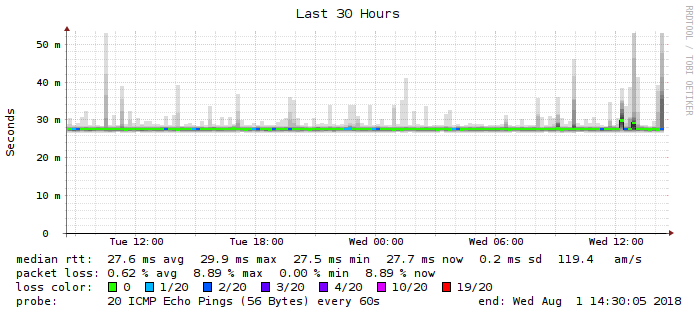 Last 30 Hours
RRDTOOL / TOBI OETIKER
Seconds
50 m
40 m
30 m
20 m
10 m
0
Tue 12:00 Tue 18:00 Wed 00:00 Wed 06:00 Wed 12:00
median rtt: 27.6 ms avg 29.9 ms max 27.5 ms min 27.7 ms now 0.2 ms sd 119.4 am/s
packet loss: 0.62 % avg 8.89 % max 0.00 % min 8.89 % now
loss color: 0 1/20 2/20 3/20 4/20 10/20 19/20
probe: 20 ICMP Echo Pings (56 Bytes) every 60s end: Wed Aug 1 14:30:05 2018